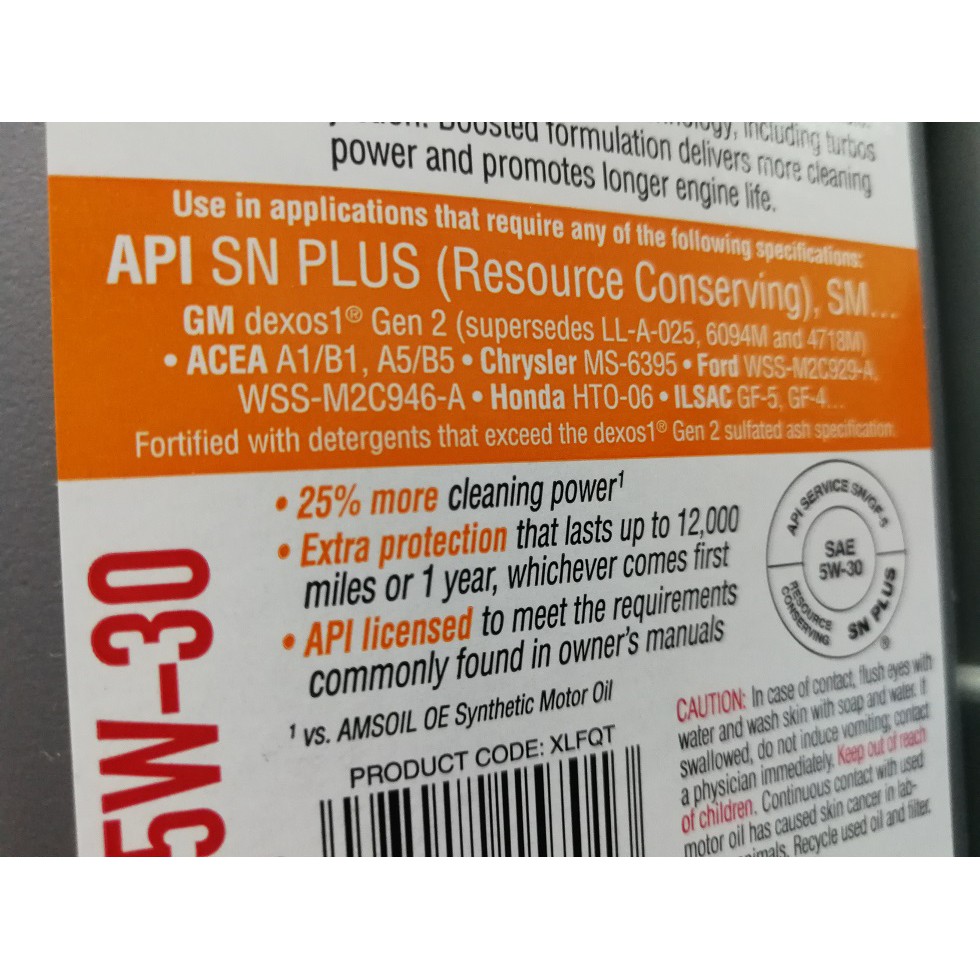 Boosted formulation delivers more cleaning
including turbos
power and promotes longer engine life.
Use in applications that require any of the following specifications:
API SN PLUS (Resource Conserving), SM...
GM dexos1® Gen 2 (supersedes LL-A-025, 6094M and 4718M)
• ACEA A1/B1, A5/B5 • Chrysler MS-6395 • Ford WSS-M2C929-A,
WSS-M2C946-A • Honda HTO-06 • ILSAC GF-5, GF-4...
Fortified with detergents that exceed the dexos1® Gen 2 sulfated ash specification.
• 25% more cleaning power¹
• Extra protection that lasts up to 12,000
miles or 1 year, whichever comes first
• API licensed to meet the requirements
commonly found in owner's manuals
¹ vs. AMSOIL OE Synthetic Motor Oil
PRODUCT CODE: XLFQT
5W-30
API SERVICE SN/GF-5
SAE
5W-30
RESOURCE
CONSERVING
SN PLUS
®
CAUTION: In case of contact, flush eyes with
water and wash skin with soap and water. If
swallowed, do not induce vomiting; contact
a physician immediately. Keep out of reach
of children. Continuous contact with used
motor oil has caused skin cancer in lab-
Recycle used oil and filter.